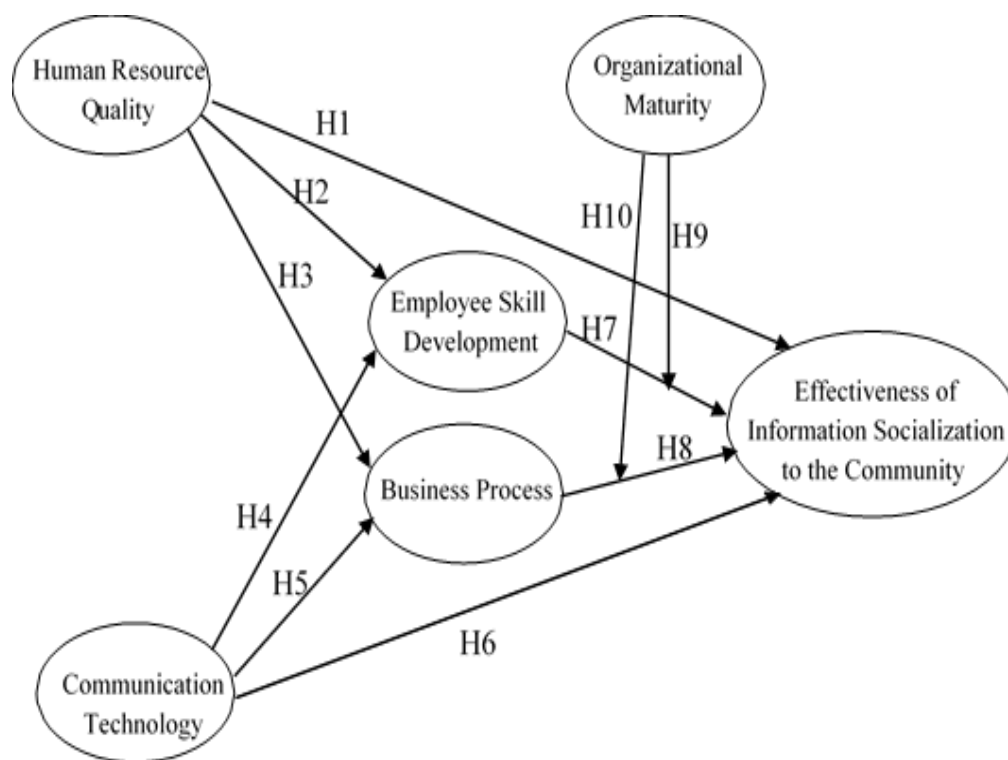 Human Resource
Quality
Organizational
Maturity
H1
H2
H10
H9
H3
Employee Skill
Development
H7
Effectiveness of
Information Socialization
to the Community
H8
Business Process
H4
H5
H6
Communication
Technology